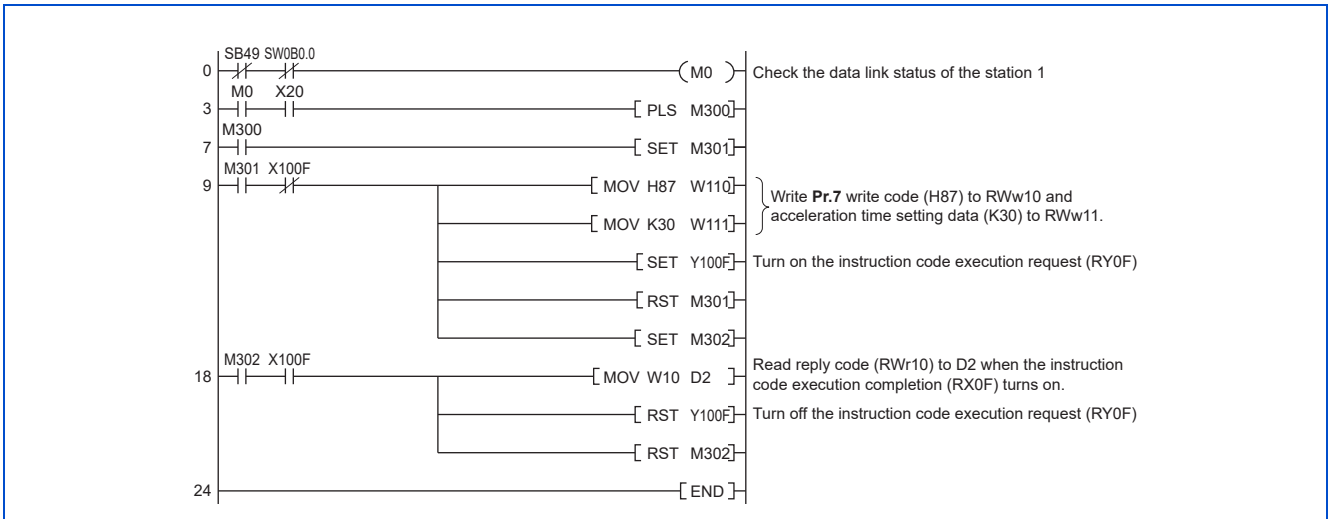 SB49 SW0B0.0
0 M0 Check the data link status of the station 1
M0 X20
3 PLS M300
M300
7 SET M301
M301 X100F
9 MOV H87 W110
Write Pr.7 write code (H87) to RWw10 and
acceleration time setting data (K30) to RWw11.
MOV K30 W111
SET Y100F Turn on the instruction code execution request (RY0F)
RST M301
SET M302
M302 X100F
18 MOV W10 D2
Read reply code (RWr10) to D2 when the instruction
code execution completion (RX0F) turns on.
RST Y100F Turn off the instruction code execution request (RY0F)
RST M302
24 END